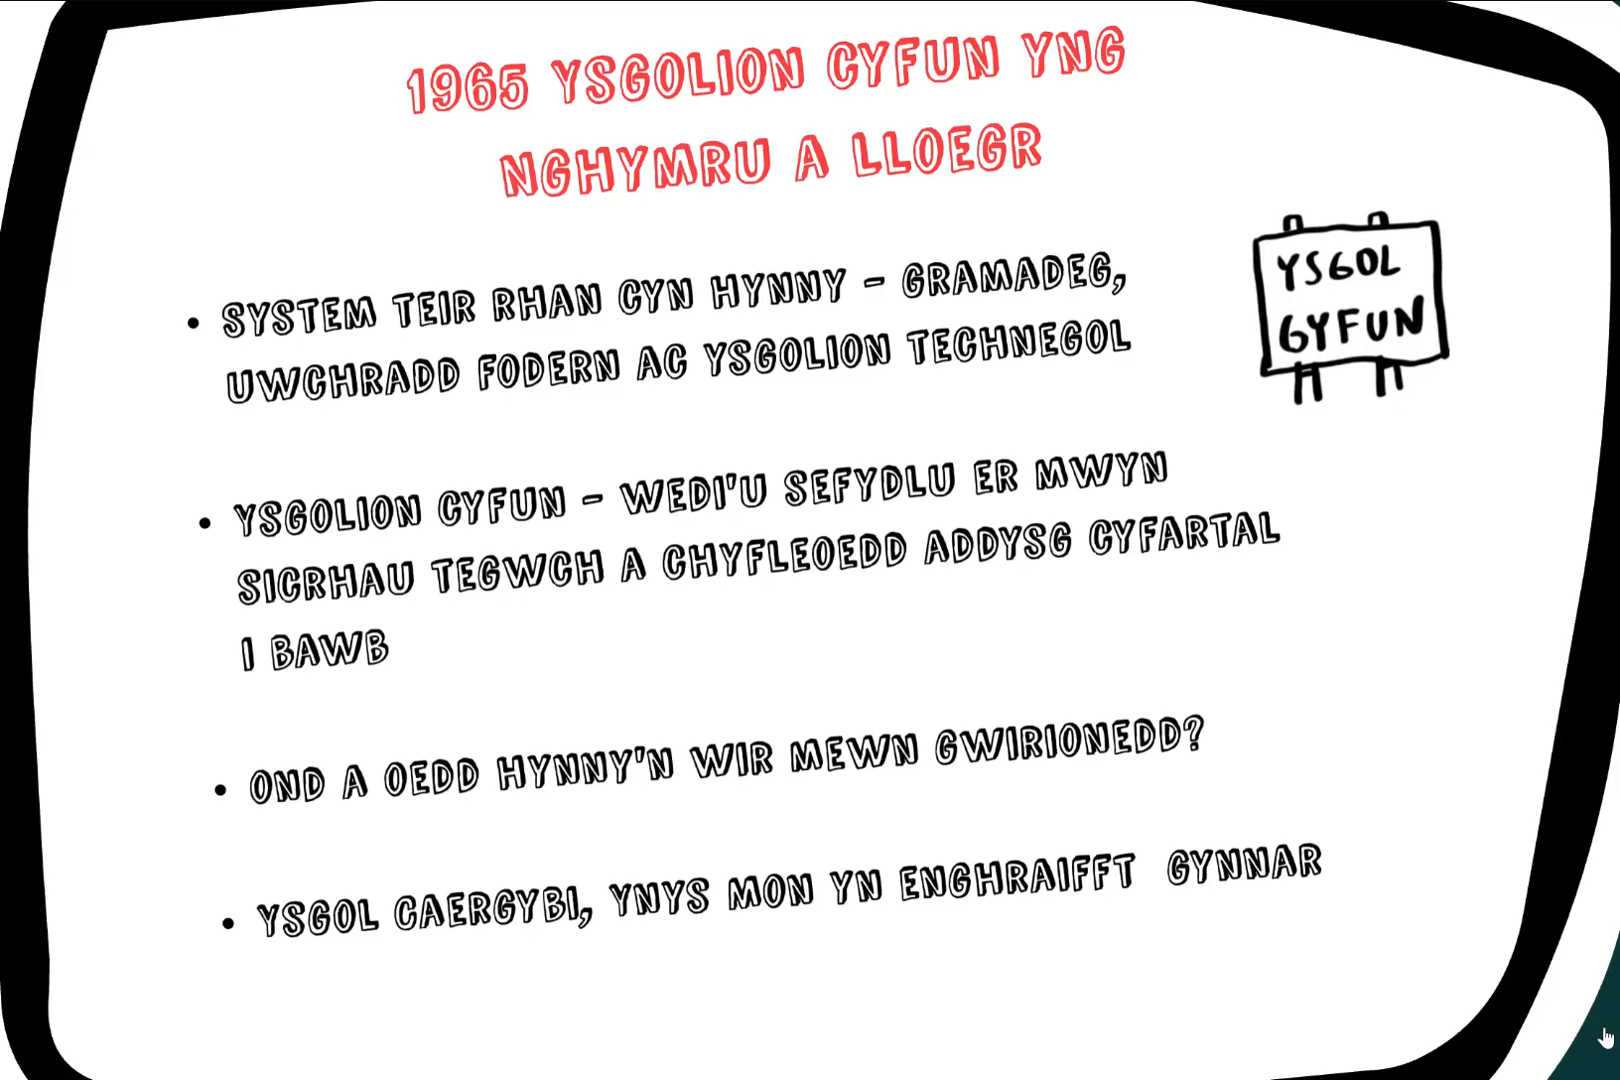 1965 YSGOLION CYFUN YNG
NGHYMRU A LLOEGR
• SYSTEM TEIR RHAN CYN HYNNY - GRAMADEG,
UWCHRADD FODERN AC YSGOLION TECHNEGOL
YSGOL
GYFUN
• YSGOLION CYFUN - WEDI'U SEFYDLU ER MWYN
SICRHAU TEGWCH A CHYFLEOEDD ADDYSG CYFARTAL
I BAWB
• OND A OEDD HYNNY'N WIR MEWN GWIRIONEDD?
• YSGOL CAERGYBI, YNYS MON YN ENGHRAIFFT GYNNAR